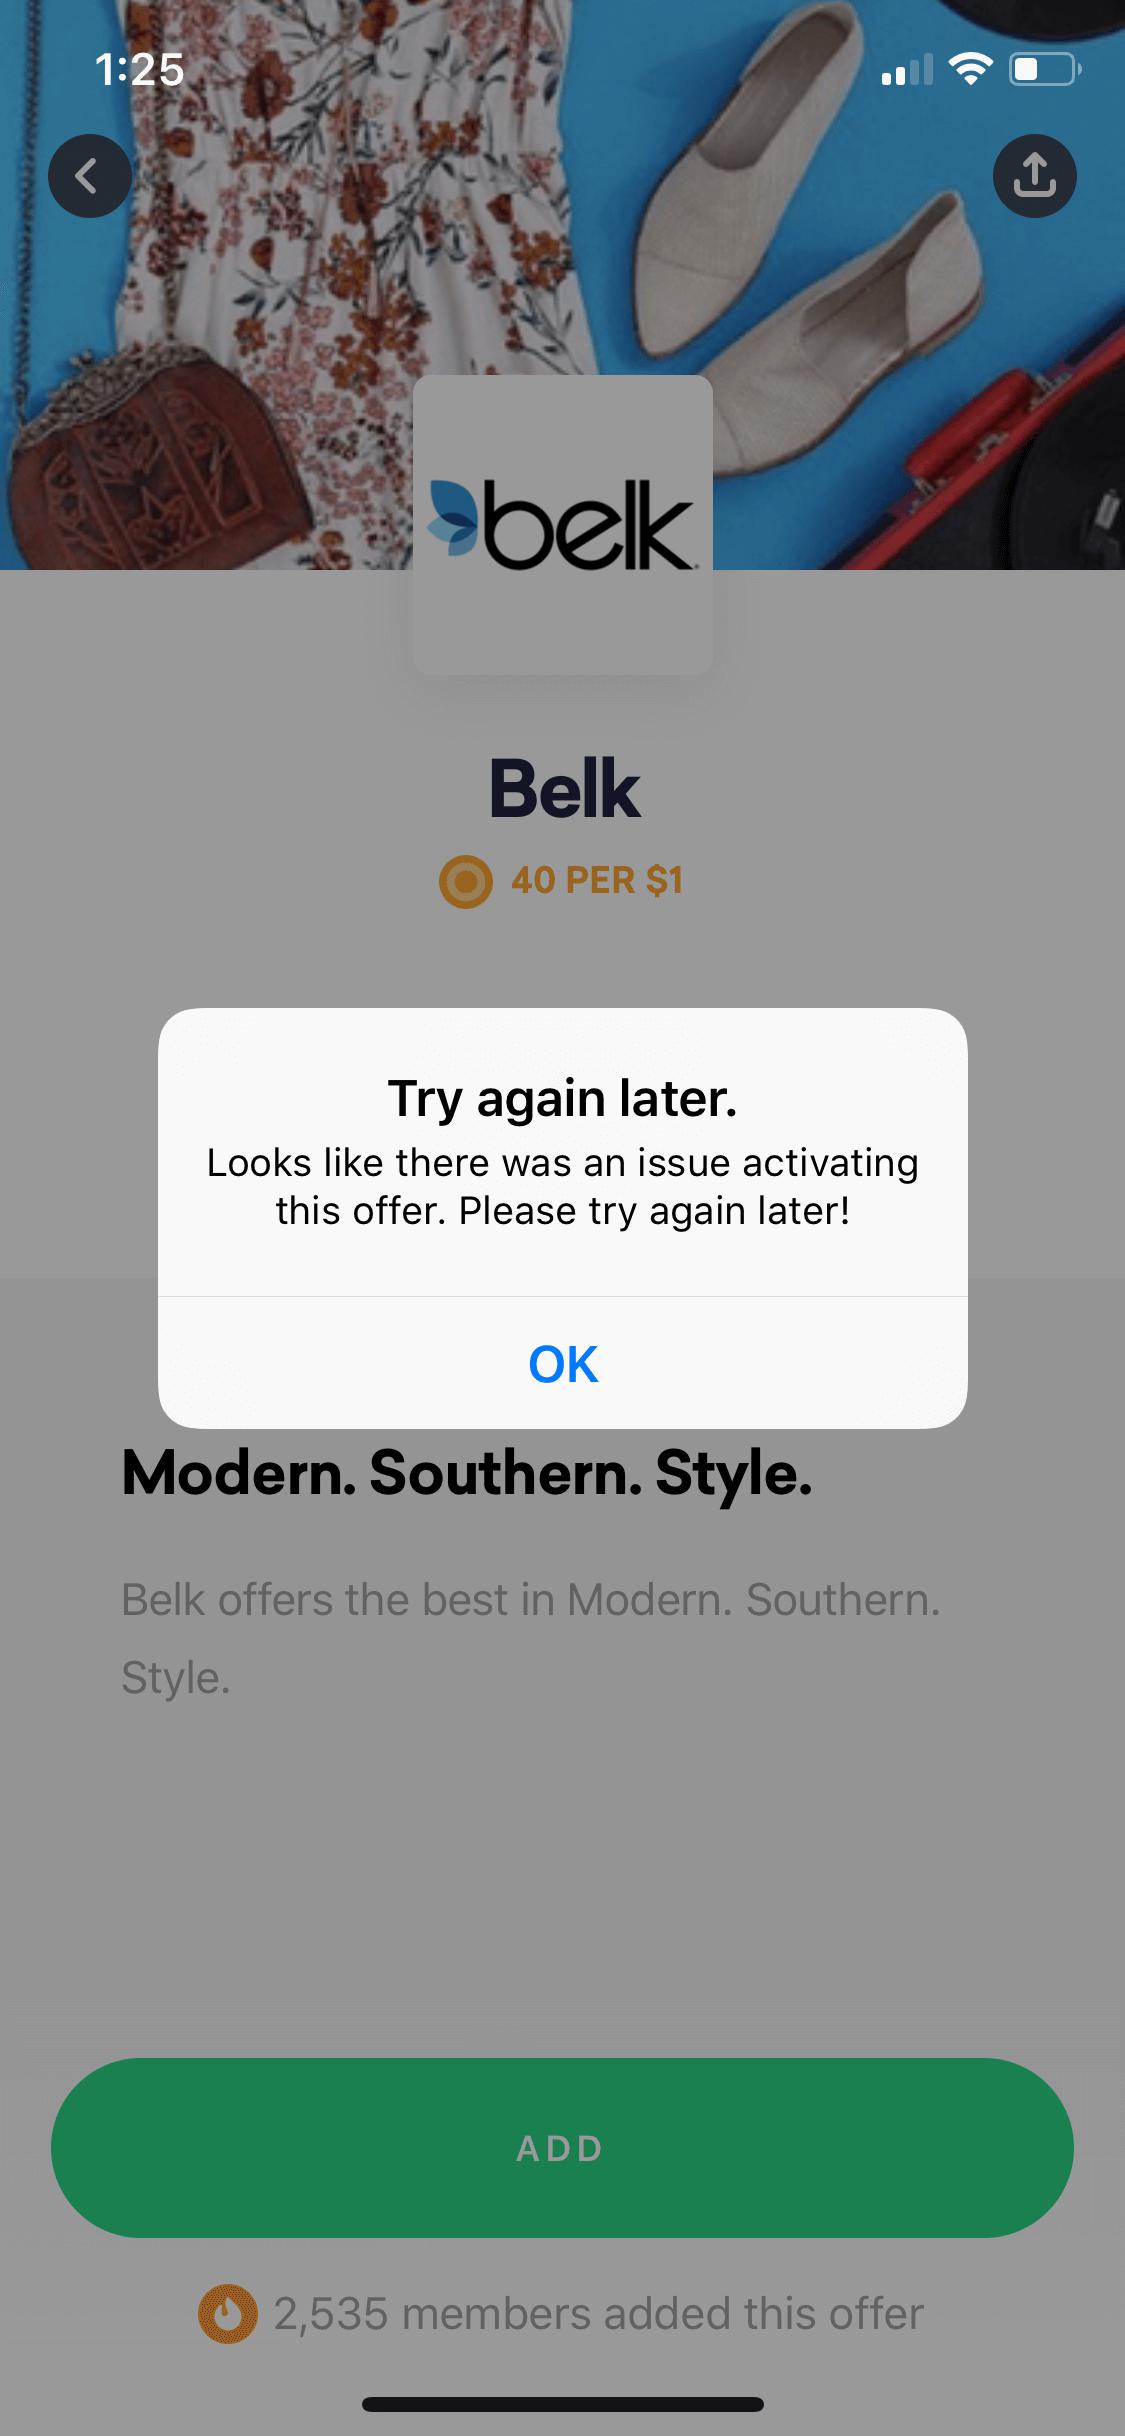 1:25
belk
Belk
40 PER $1
Try again later.
Looks like there was an issue activating
this offer. Please try again later!
OK
Modern. Southern. Style.
Belk offers the best in Modern. Southern.
Style.
ADD
2,535 members added this offer